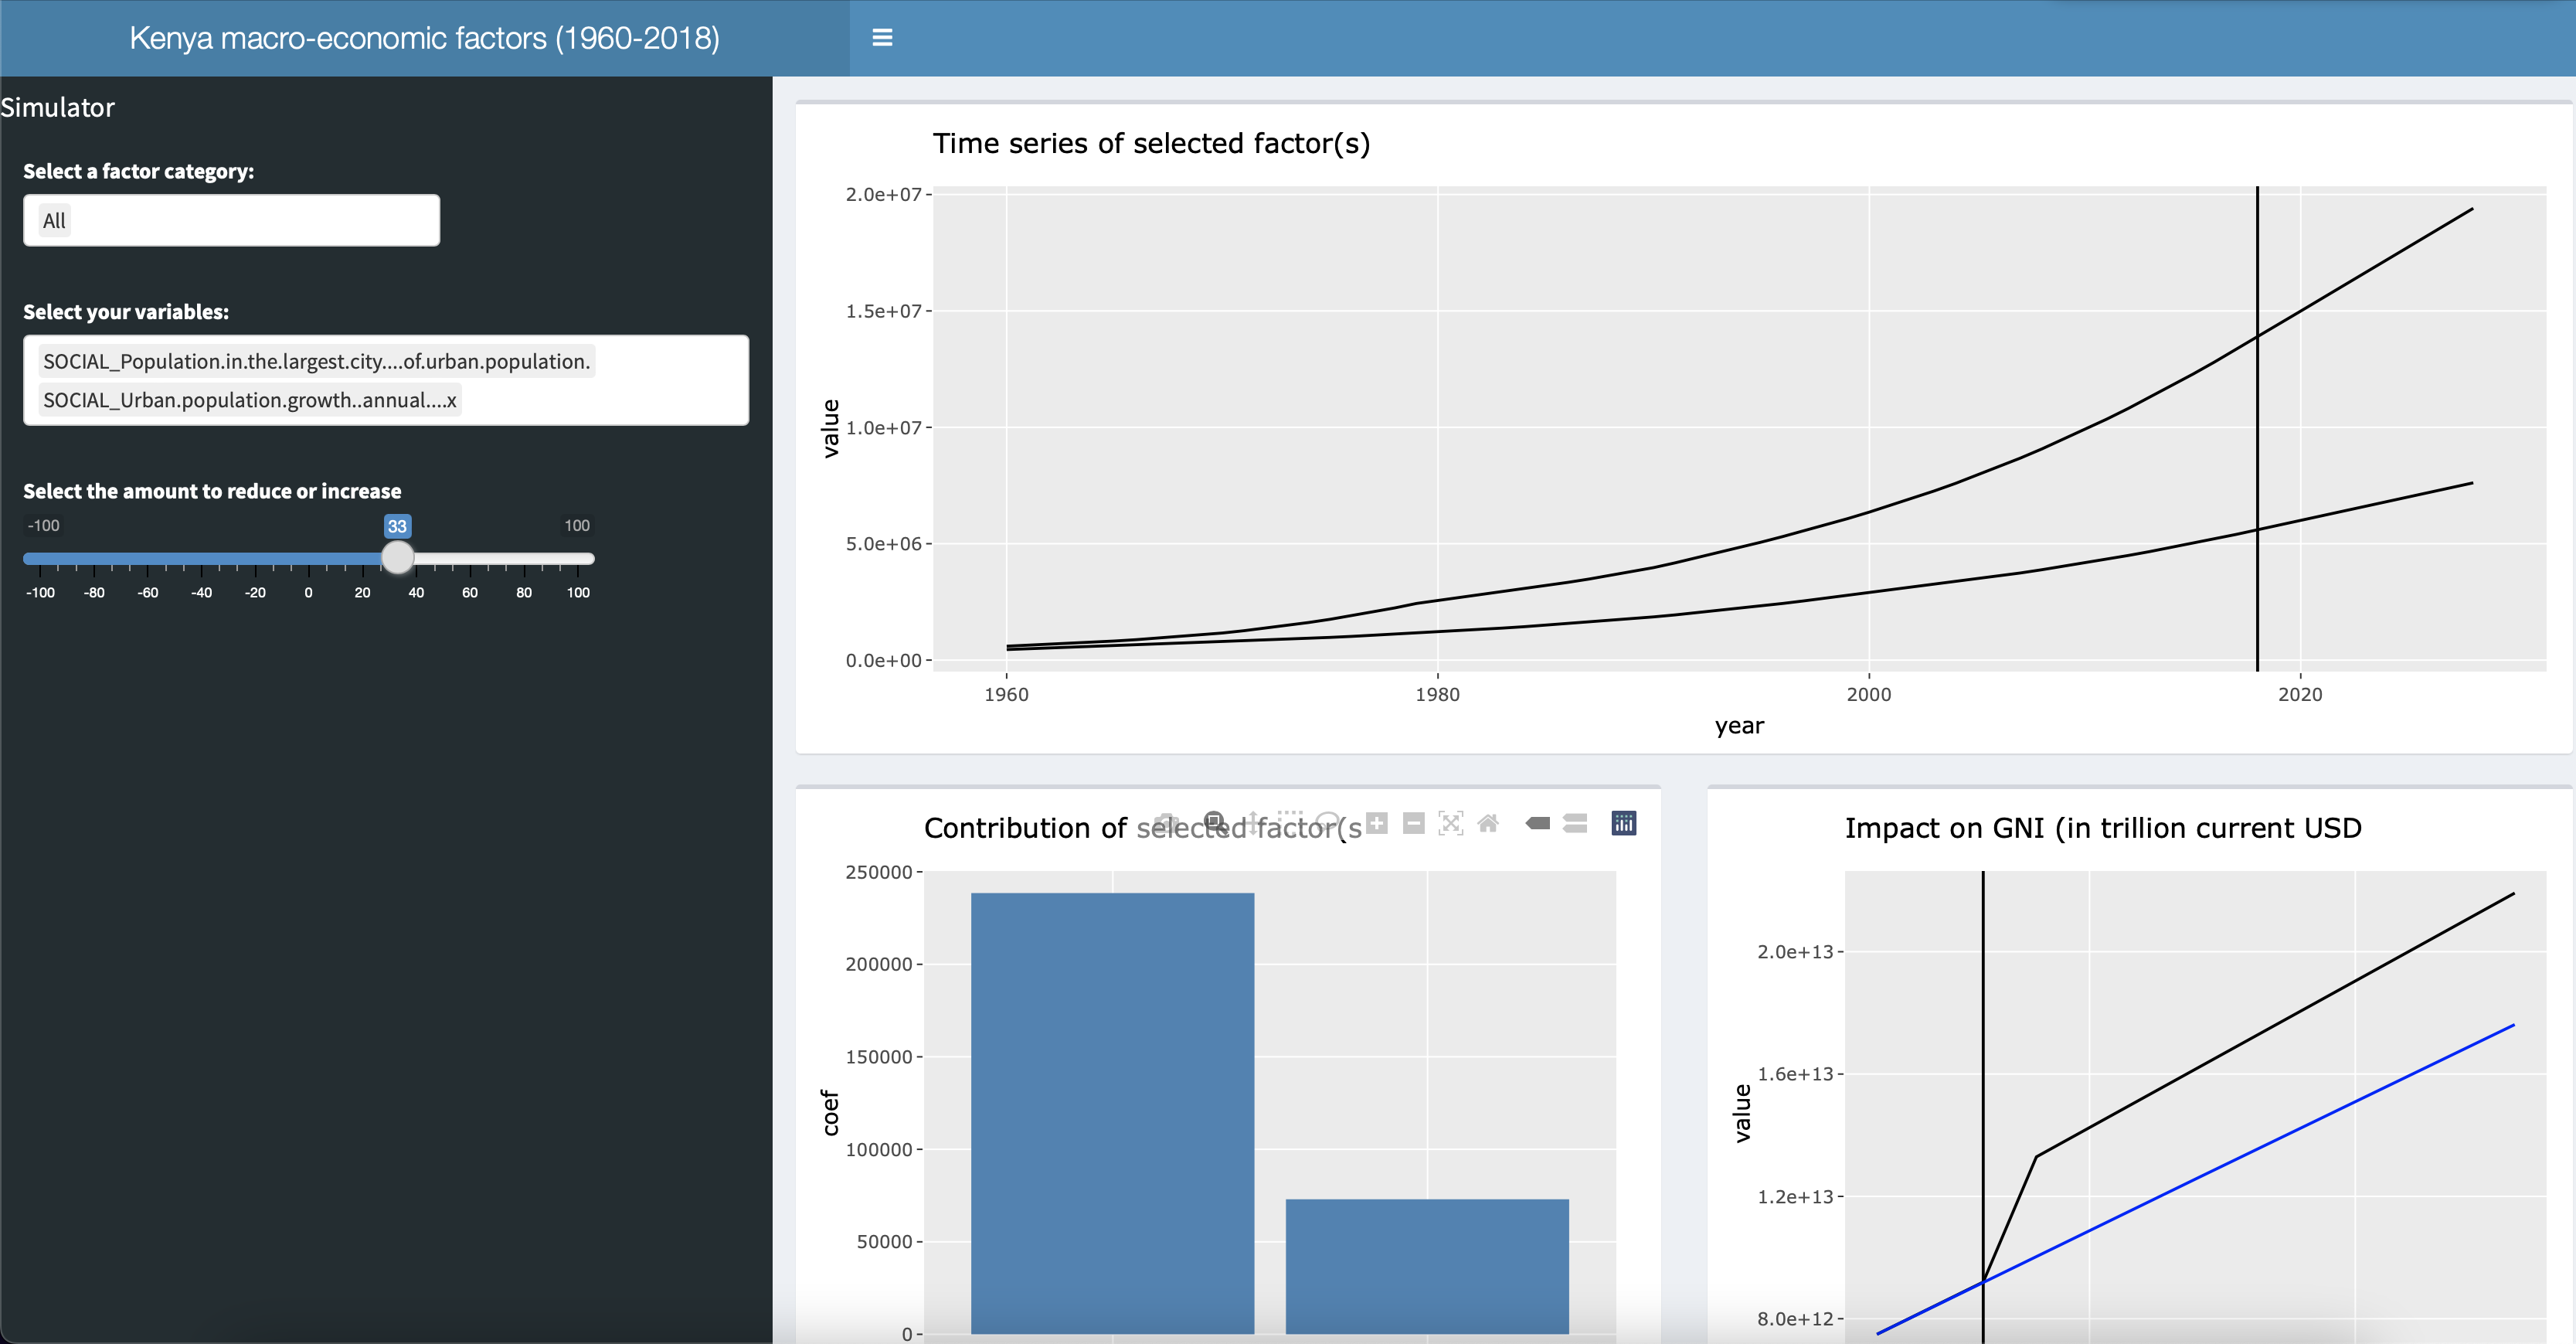 Kenya macro-economic factors (1960-2018)
Simulator
Select a factor category:
All
Select your variables:
SOCIAL_Population.in.the.largest.city....of.urban.population.
SOCIAL_Urban.population.growth..annual....x
Select the amount to reduce or increase
-100 33 100
-100 -80 -60 -40 -20 0 20 40 60 80 100
Time series of selected factor(s)
2.0e+07
1.5e+07
1.0e+07
5.0e+06
0.0e+00
value
1960 1980 2000 2020
year
Contribution of selected factor(s
250000
200000
150000
100000
50000
0
coef
Impact on GNI (in trillion current USD
2.0e+13
1.6e+13
1.2e+13
8.0e+12
value